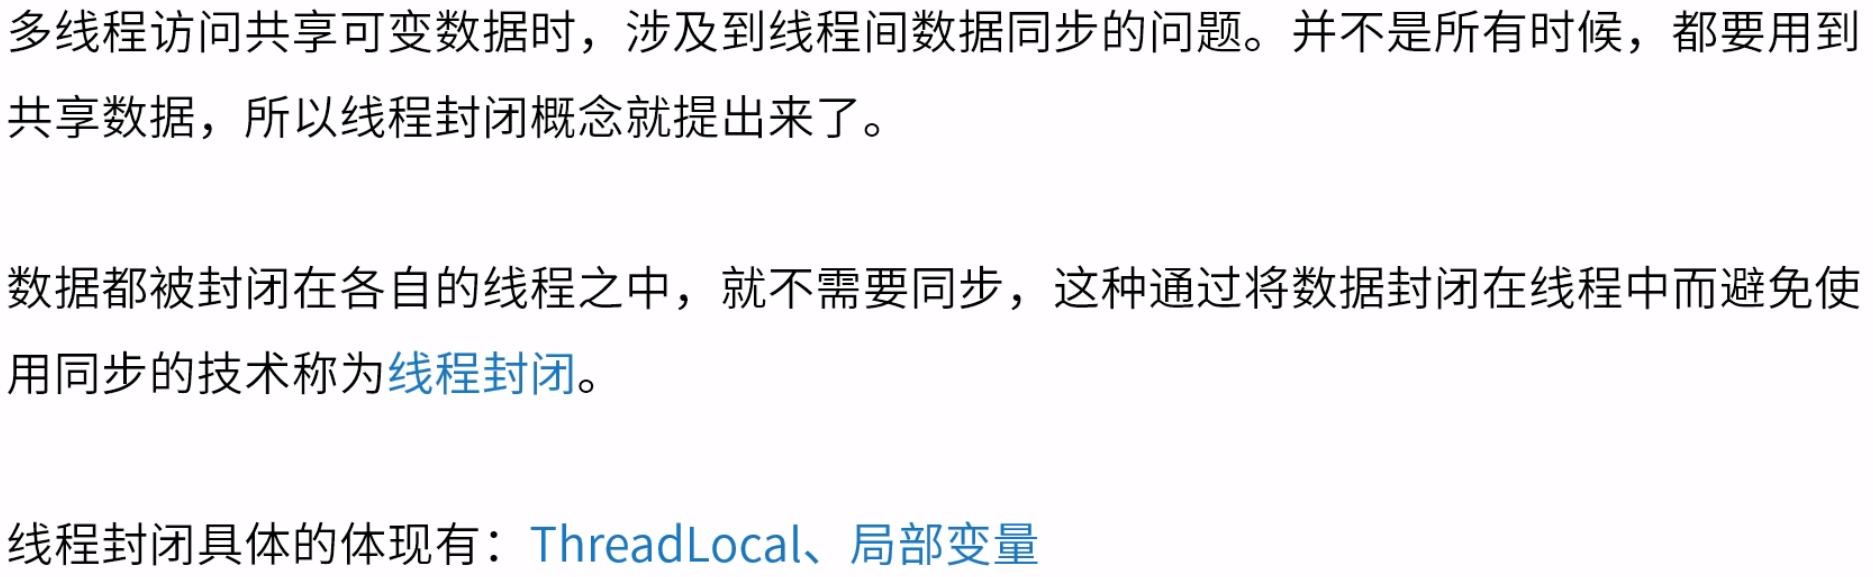 多线程访问共享可变数据时，涉及到线程间数据同步的问题。并不是所有时候，都要用到
共享数据，所以线程封闭概念就提出来了。
数据都被封闭在各自的线程之中，就不需要同步，这种通过将数据封闭在线程中而避免使
用同步的技术称为线程封闭。
线程封闭具体的体现有：ThreadLocal、局部变量